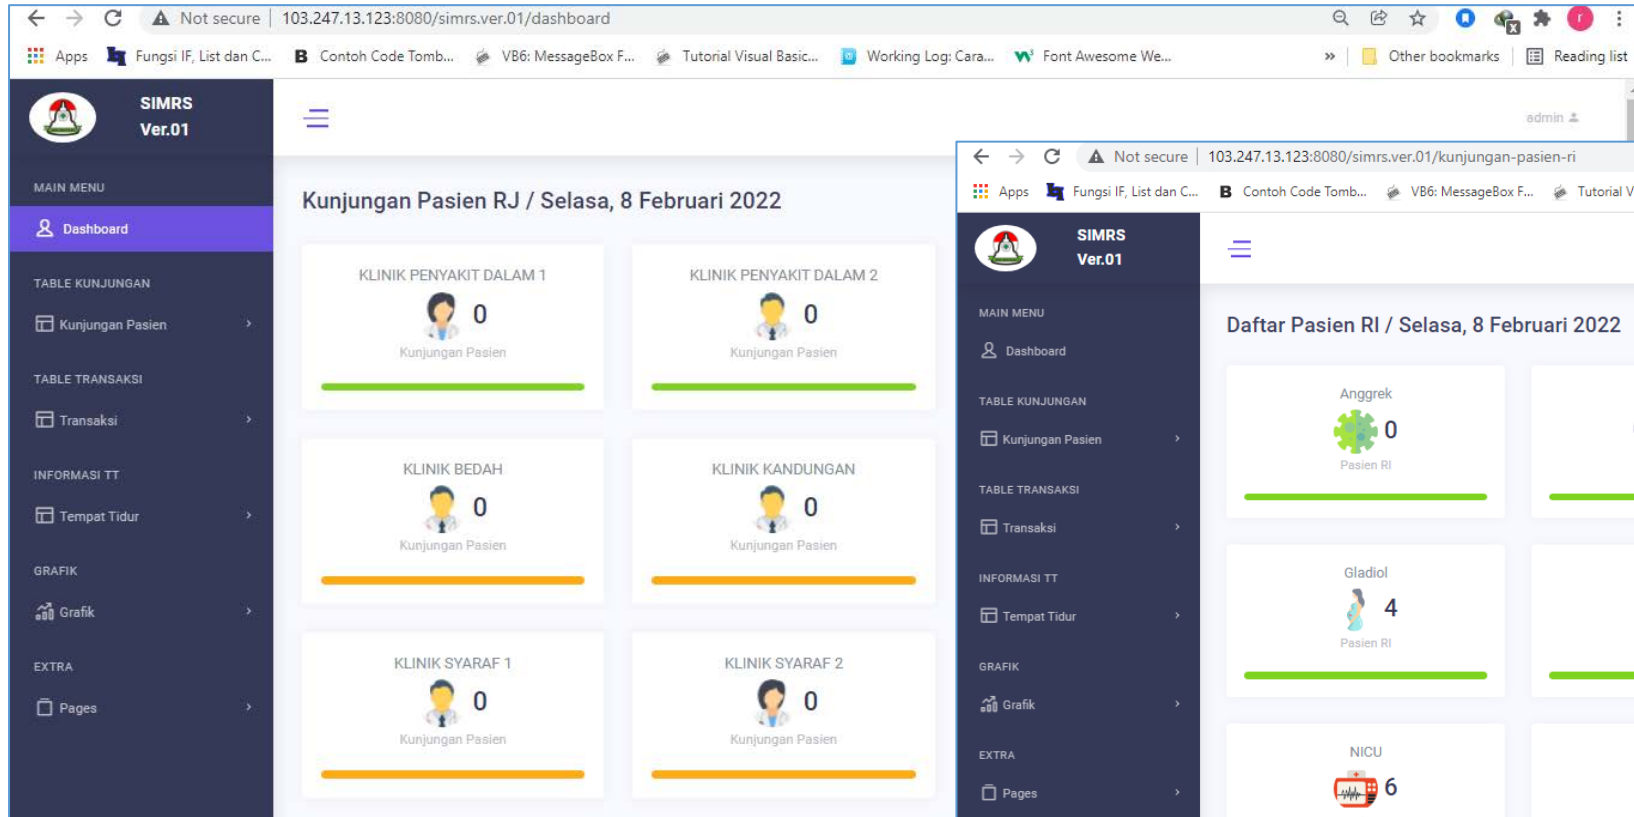 Not secure | 103.247.13.123:8080/simrs.ver.01/dashboard
Apps Fungsi IF, List dan C... Contoh Code Tomb... VB6: MessageBox F... Tutorial Visual Basic... Working Log: Cara... Font Awesome We... » Other bookmarks Reading list
SIMRS
Ver.01
admin
MAIN MENU
Dashboard
TABLE KUNJUNGAN
Kunjungan Pasien
TABLE TRANSAKSI
Transaksi
INFORMASI TT
Tempat Tidur
GRAFIK
Grafik
EXTRA
Pages
Kunjungan Pasien RJ / Selasa, 8 Februari 2022
KLINIK PENYAKIT DALAM 1
0
Kunjungan Pasien
KLINIK PENYAKIT DALAM 2
0
Kunjungan Pasien
KLINIK BEDAH
0
Kunjungan Pasien
KLINIK KANDUNGAN
0
Kunjungan Pasien
KLINIK SYARAF 1
0
Kunjungan Pasien
KLINIK SYARAF 2
0
Kunjungan Pasien
Not secure | 103.247.13.123:8080/simrs.ver.01/kunjungan-pasien-ri
Apps Fungsi IF, List dan C... Contoh Code Tomb... VB6: MessageBox F... Tutorial V
SIMRS
Ver.01
MAIN MENU
Dashboard
TABLE KUNJUNGAN
Kunjungan Pasien
TABLE TRANSAKSI
Transaksi
INFORMASI TT
Tempat Tidur
GRAFIK
Grafik
EXTRA
Pages
Daftar Pasien RI / Selasa, 8 Februari 2022
Anggrek
0
Pasien RI
Gladiol
4
Pasien RI
NICU
6